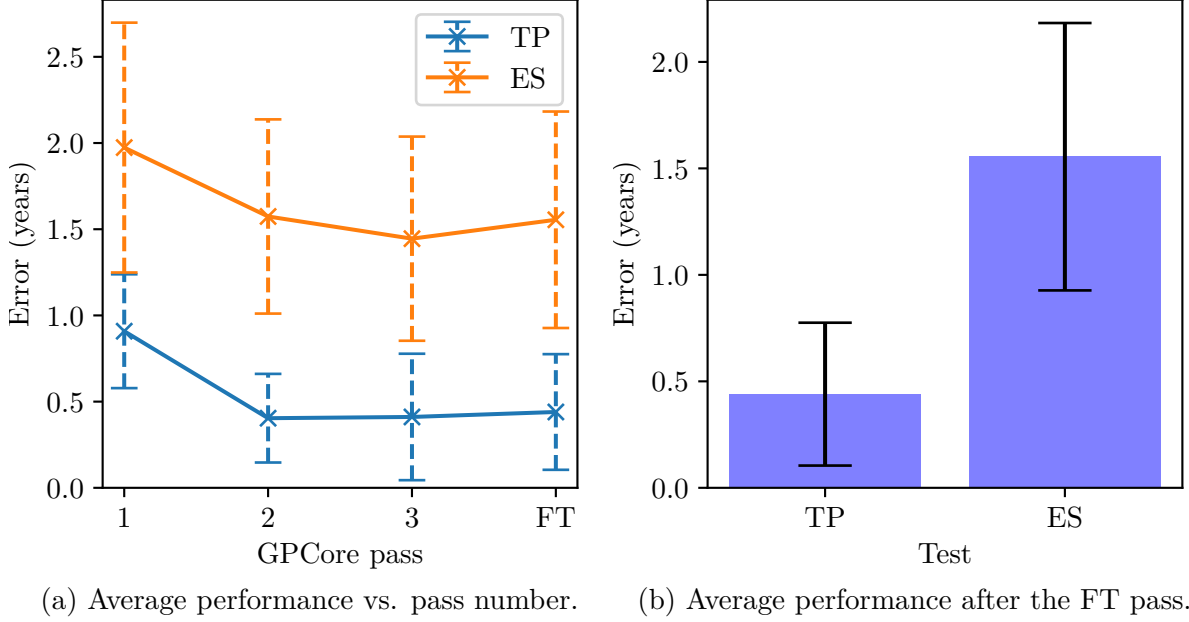 Error (years)
2.5
2.0
1.5
1.0
0.5
0.0
TP
ES
1 2 3 FT
GPCore pass
(a) Average performance vs. pass number.
Error (years)
2.0
1.5
1.0
0.5
0.0
TP ES
Test
(b) Average performance after the FT pass.